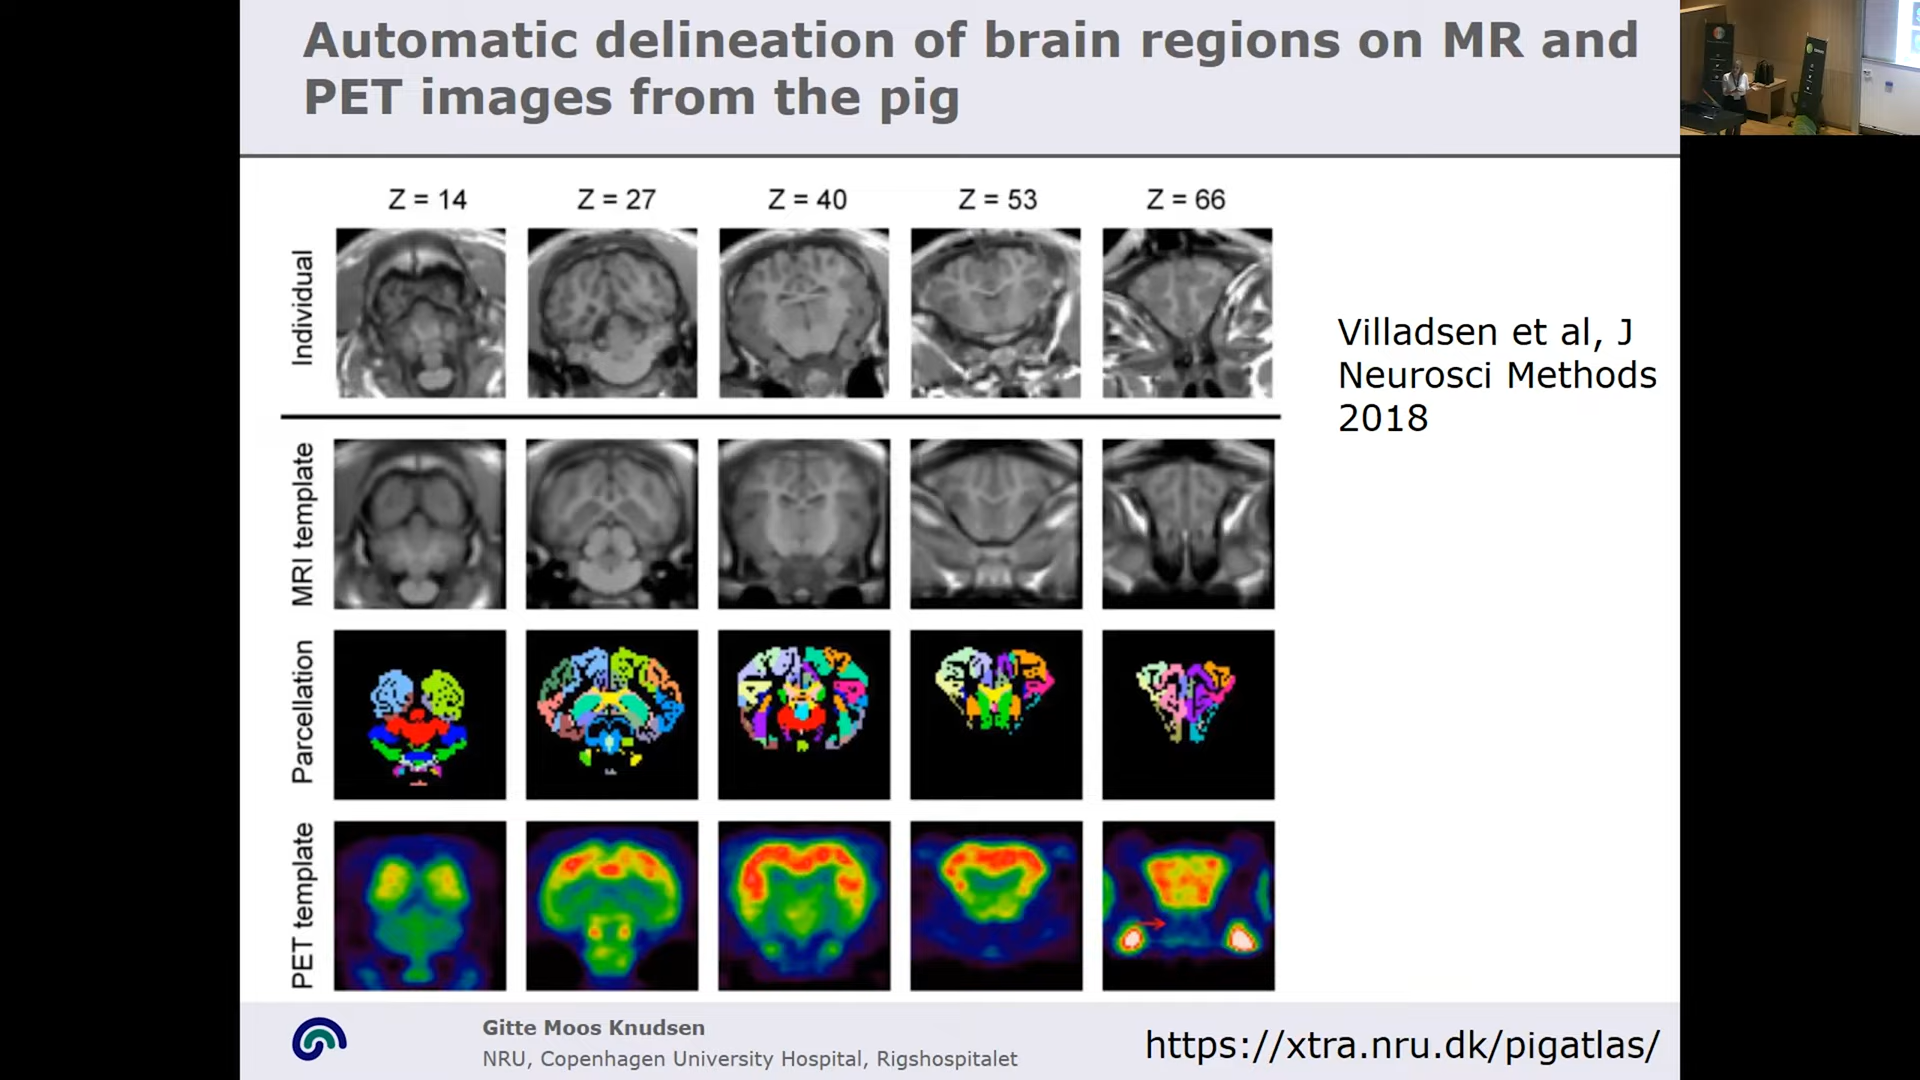 Automatic delineation of brain regions on MR and
PET images from the pig
Z = 14 Z = 27 Z = 40 Z = 53 Z = 66
Individual
MRI template
Parcellation
PET template
Villadsen et al, J
Neurosci Methods
2018
Gitte Moos Knudsen
NRU, Copenhagen University Hospital, Rigshospitalet
https://xtra.nru.dk/pigatlas/